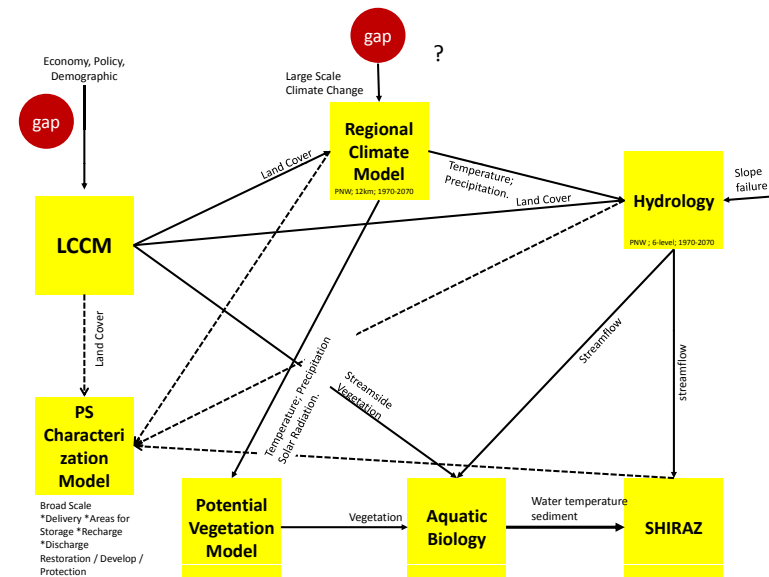 gap
?
Economy, Policy,
Demographic
Large Scale
Climate Change
gap
Regional
Climate
Model
PNW; 12km; 1970-2070
Land Cover
Temperature;
Precipitation.
Land Cover
Slope
failure
Hydrology
PNW ; 6-level; 1970-2070
LCCM
Land Cover
Temperature; Precipitation
Solar Radiation.
Streamside
Vegetation
Streamflow
streamflow
PS
Characteri
zation
Model
Broad Scale
*Delivery *Areas for
Storage *Recharge
*Discharge
Restoration / Develop /
Protection
Potential
Vegetation
Model
Vegetation
Aquatic
Biology
Water temperature
sediment
SHIRAZ